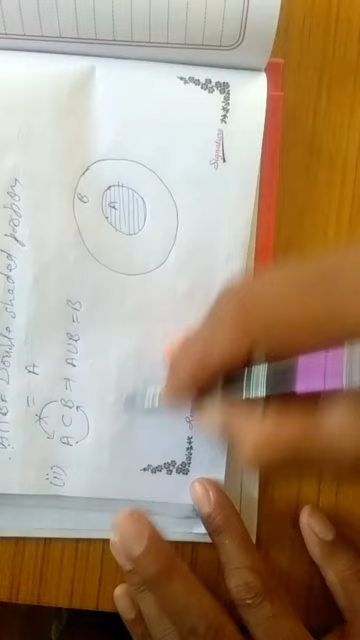 A∩B = Double shaded portion
= A
(ii) A ⊂ B ⇒ A∪B = B
B
A
Signature